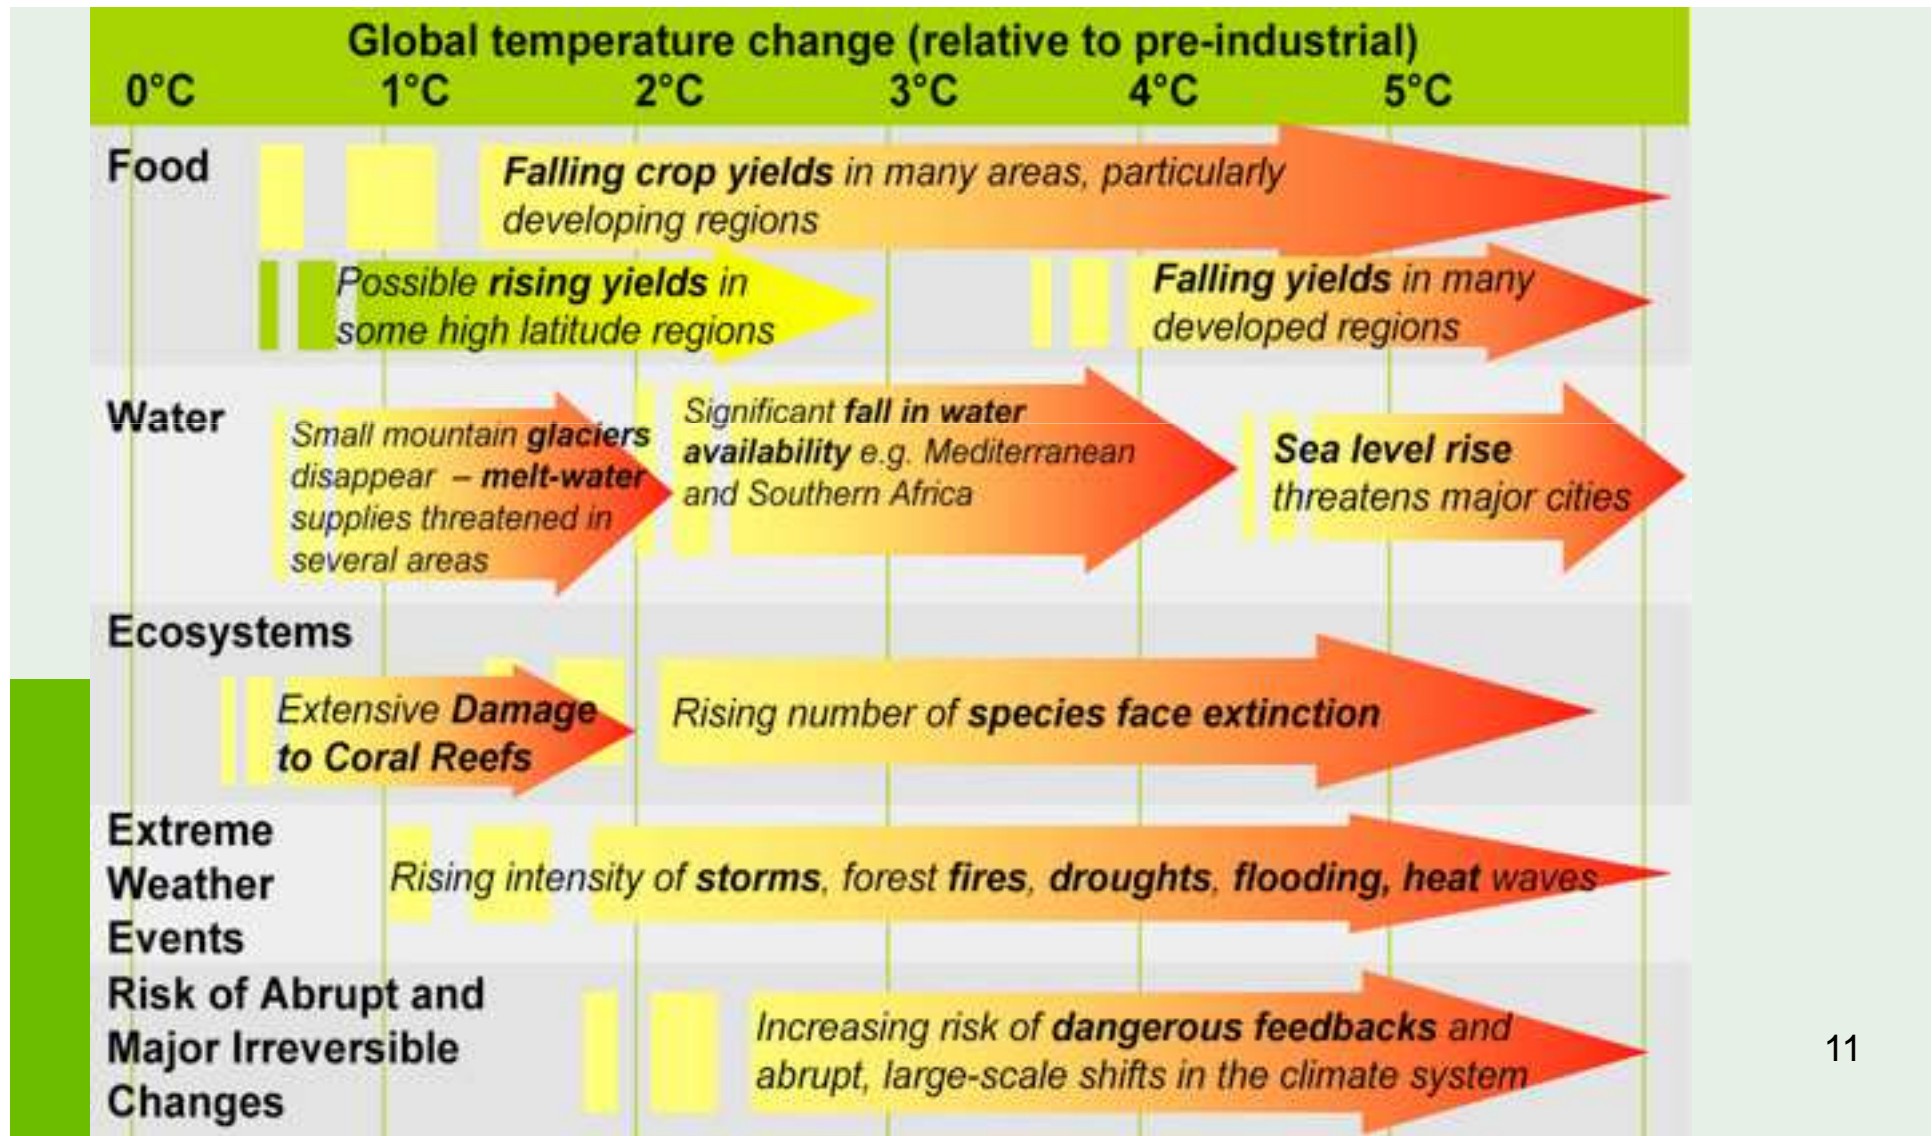 Global temperature change (relative to pre-industrial)
0°C 1°C 2°C 3°C 4°C 5°C
Food
Falling crop yields in many areas, particularly
developing regions
Possible rising yields in
some high latitude regions
Falling yields in many
developed regions
Water
Small mountain glaciers
disappear – melt-water
supplies threatened in
several areas
Significant fall in water
availability e.g. Mediterranean
and Southern Africa
Sea level rise
threatens major cities
Ecosystems
Extensive Damage
to Coral Reefs
Rising number of species face extinction
Extreme
Weather
Events
Rising intensity of storms, forest fires, droughts, flooding, heat waves
Risk of Abrupt and
Major Irreversible
Changes
Increasing risk of dangerous feedbacks and
abrupt, large-scale shifts in the climate system
11